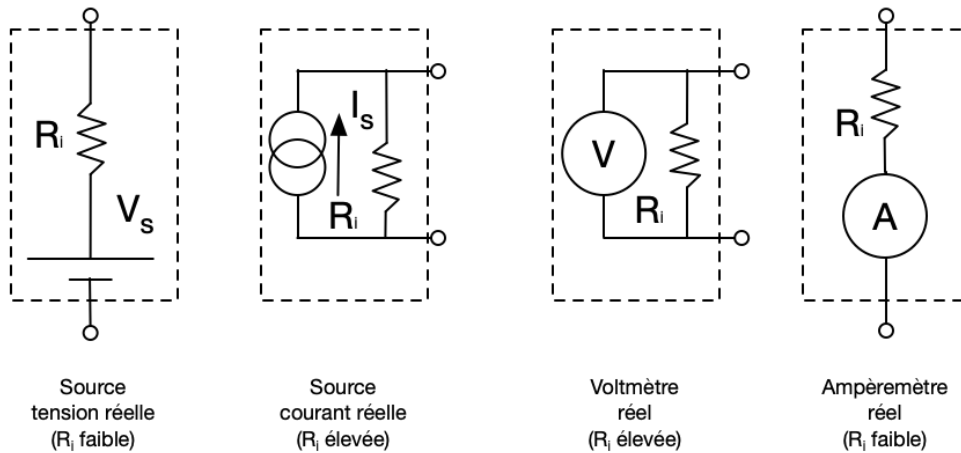 Rᵢ
Vₛ
Iₛ
Rᵢ
V
Rᵢ
Rᵢ
A
Source
tension réelle
(Rᵢ faible)
Source
courant réelle
(Rᵢ élevée)
Voltmètre
réel
(Rᵢ élevée)
Ampèremètre
réel
(Rᵢ faible)